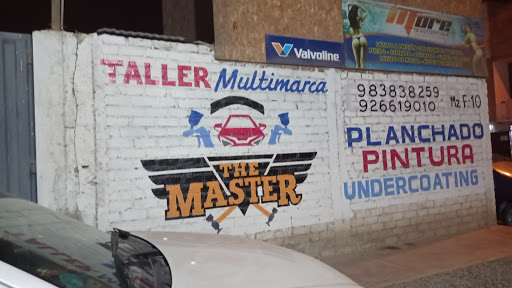 More
Valvoline
TALLER Multimarca
983838259
926619010
Mz F:10
THE
MASTER
PLANCHADO
PINTURA
UNDERCOATING